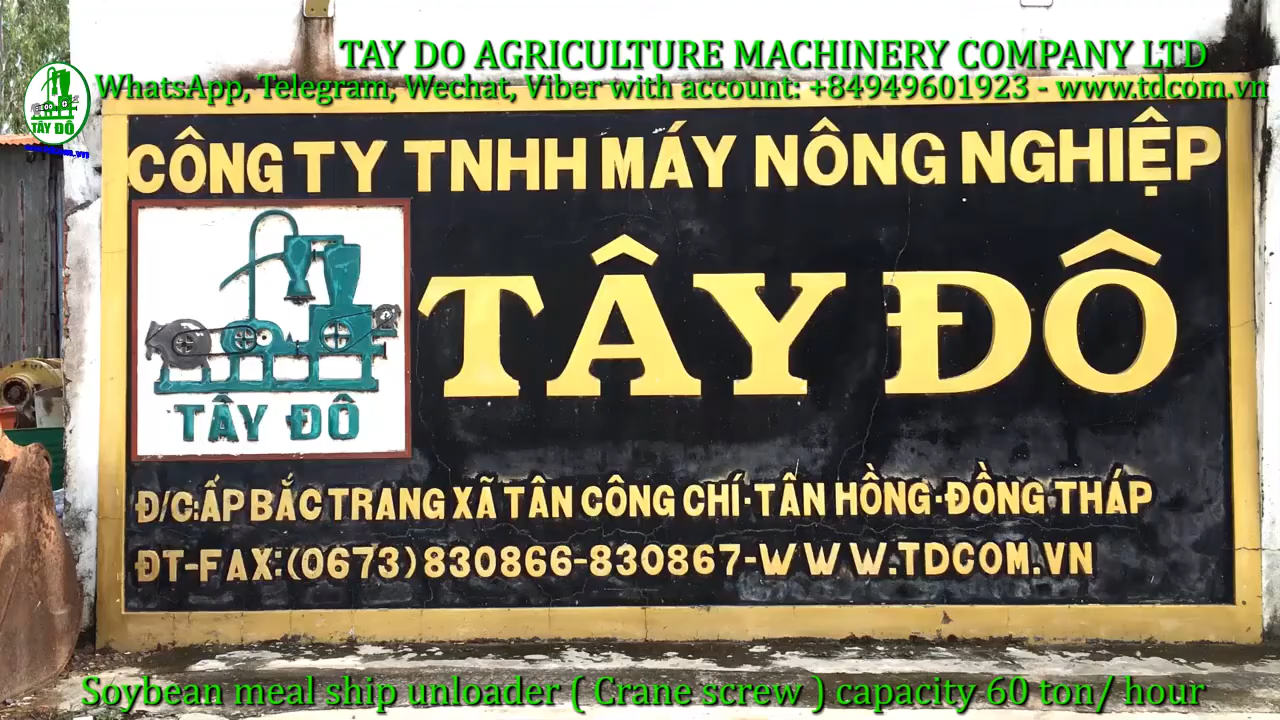 TAY DO AGRICULTURE MACHINERY COMPANY LTD
WhatsApp, Telegram, Wechat, Viber with account: +84949601923 - www.tdcom.vn
TÂY ĐÔ
CÔNG TY TNHH MÁY NÔNG NGHIỆP
TÂY ĐÔ
TÂY ĐÔ
Đ/C:ẤP BẮC TRANG XÃ TÂN CÔNG CHÍ·TÂN HỒNG·ĐỒNG THÁP
ĐT-FAX:(0673)830866-830867-WWW.TDCOM.VN
Soybean meal ship unloader ( Crane screw ) capacity 60 ton/ hour